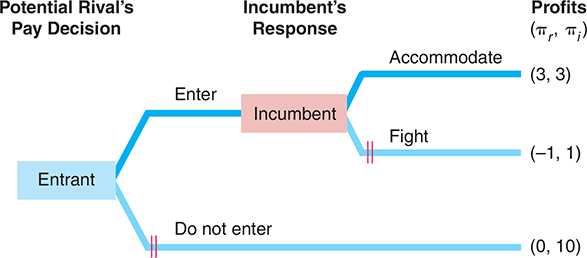 Potential Rival’s
Pay Decision
Incumbent’s
Response
Profits
(πr, πi)
Accommodate
(3, 3)
Enter
Incumbent
Fight
(–1, 1)
Entrant
Do not enter
(0, 10)